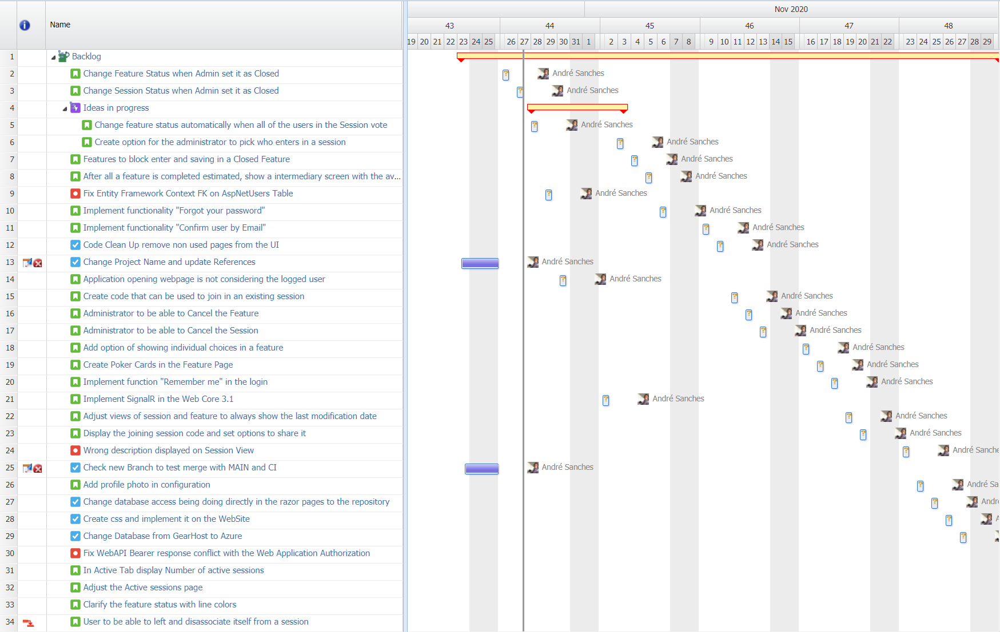 Name
Nov 2020
43 44 45 46 47 48
19 20 21 22 23 24 25 26 27 28 29 30 31 1 2 3 4 5 6 7 8 9 10 11 12 13 14 15 16 17 18 19 20 21 22 23 24 25 26 27 28 29
1 Backlog
2 Change Feature Status when Admin set it as Closed André Sanches
3 Change Session Status when Admin set it as Closed André Sanches
4 Ideas in progress
5 Change feature status automatically when all of the users in the Session vote André Sanches
6 Create option for the administrator to pick who enters in a session André Sanches
7 Features to block enter and saving in a Closed Feature André Sanches
8 After all a feature is completed estimated, show a intermediary screen with the av... André Sanches
9 Fix Entity Framework Context FK on AspNetUsers Table André Sanches
10 Implement functionality "Forgot your password" André Sanches
11 Implement functionality "Confirm user by Email" André Sanches
12 Code Clean Up remove non used pages from the UI André Sanches
13 Change Project Name and update References André Sanches
14 Application opening webpage is not considering the logged user André Sanches
15 Create code that can be used to join in an existing session André Sanches
16 Administrator to be able to Cancel the Feature André Sanches
17 Administrator to be able to Cancel the Session André Sanches
18 Add option of showing individual choices in a feature André Sanches
19 Create Poker Cards in the Feature Page André Sanches
20 Implement function "Remember me" in the login André Sanches
21 Implement SignalR in the Web Core 3.1 André Sanches
22 Adjust views of session and feature to always show the last modification date André Sanches
23 Display the joining session code and set options to share it André Sanches
24 Wrong description displayed on Session View André Sanche
25 Check new Branch to test merge with MAIN and CI André Sanches
26 Add profile photo in configuration André Sa
27 Change database access being doing directly in the razor pages to the repository Andr
28 Create css and implement it on the WebSite A
29 Change Database from GearHost to Azure
30 Fix WebAPI Bearer response conflict with the Web Application Authorization
31 In Active Tab display Number of active sessions
32 Adjust the Active sessions page
33 Clarify the feature status with line colors
34 User to be able to left and disassociate itself from a session